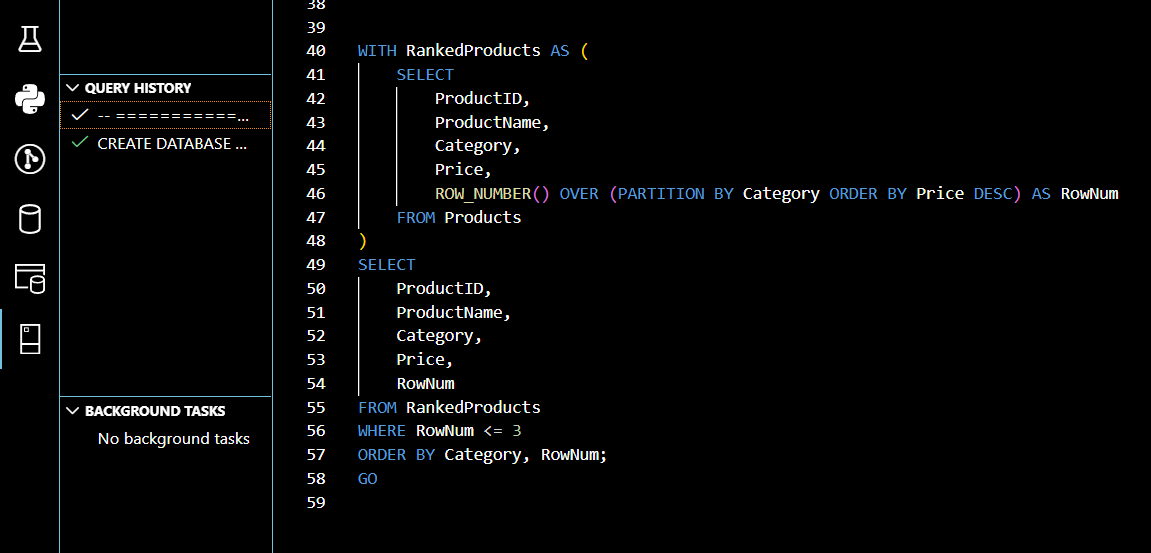 QUERY HISTORY
-- ===========...
CREATE DATABASE ...
BACKGROUND TASKS
No background tasks
38
39
40 WITH RankedProducts AS (
41 SELECT
42 ProductID,
43 ProductName,
44 Category,
45 Price,
46 ROW_NUMBER() OVER (PARTITION BY Category ORDER BY Price DESC) AS RowNum
47 FROM Products
48 )
49 SELECT
50 ProductID,
51 ProductName,
52 Category,
53 Price,
54 RowNum
55 FROM RankedProducts
56 WHERE RowNum <= 3
57 ORDER BY Category, RowNum;
58 GO
59